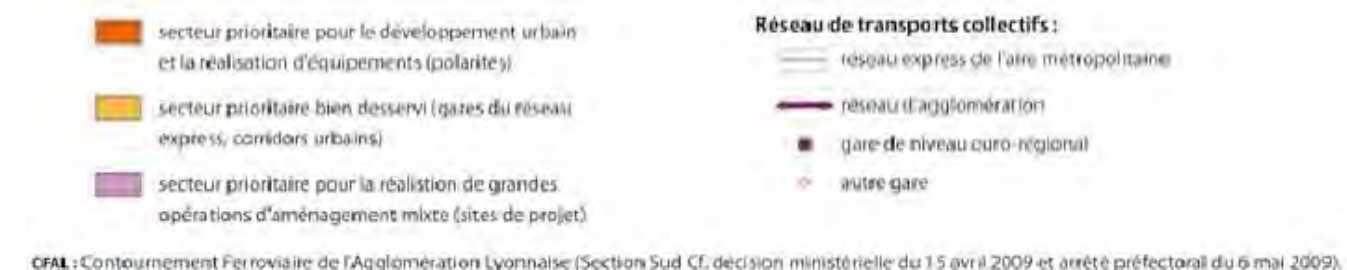 secteur prioritaire pour le développement urbain
et la réalisation d'équipements (polarités)
secteur prioritaire bien desservi (gares du réseau
express, corridors urbains)
secteur prioritaire pour la réalistion de grandes
opérations d'aménagement mixte (sites de projet)
Réseau de transports collectifs :
réseau express de l'aire métropolitaine
réseau d'agglomération
gare de niveau euro-régional
autre gare
CFAL : Contournement Ferroviaire de l'Agglomération Lyonnaise (Section Sud Cf. décision ministérielle du 15 avril 2009 et arrêté préfectoral du 6 mai 2009).